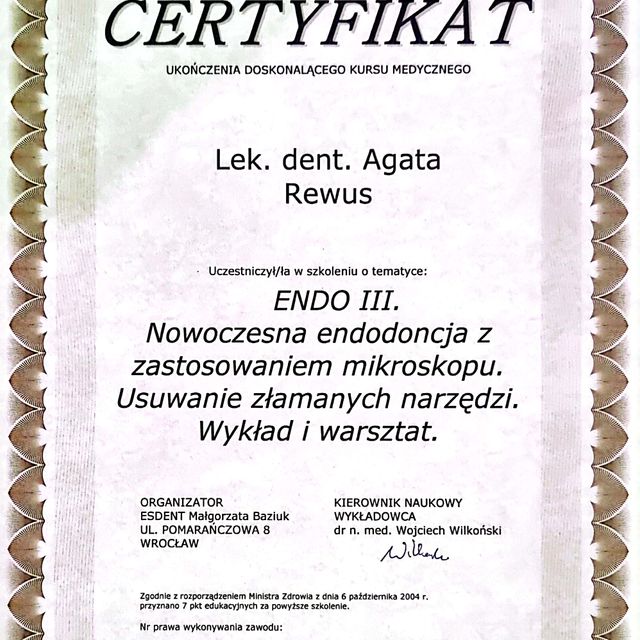 CERTYFIKAT
UKOŃCZENIA DOSKONALĄCEGO KURSU MEDYCZNEGO
Lek. dent. Agata
Rewus
Uczestniczył/ła w szkoleniu o tematyce:
ENDO III.
Nowoczesna endodoncja z
zastosowaniem mikroskopu.
Usuwanie złamanych narzędzi.
Wykład i warsztat.
ORGANIZATOR
ESDENT Małgorzata Baziuk
UL. POMARAŃCZOWA 8
WROCŁAW
KIEROWNIK NAUKOWY
WYKŁADOWCA
dr n. med. Wojciech Wilkoński
Wilkoński
Zgodnie z rozporządzeniem Ministra Zdrowia z dnia 6 października 2004 r.
przyznano 7 pkt edukacyjnych za powyższe szkolenie.
Nr prawa wykonywania zawodu: